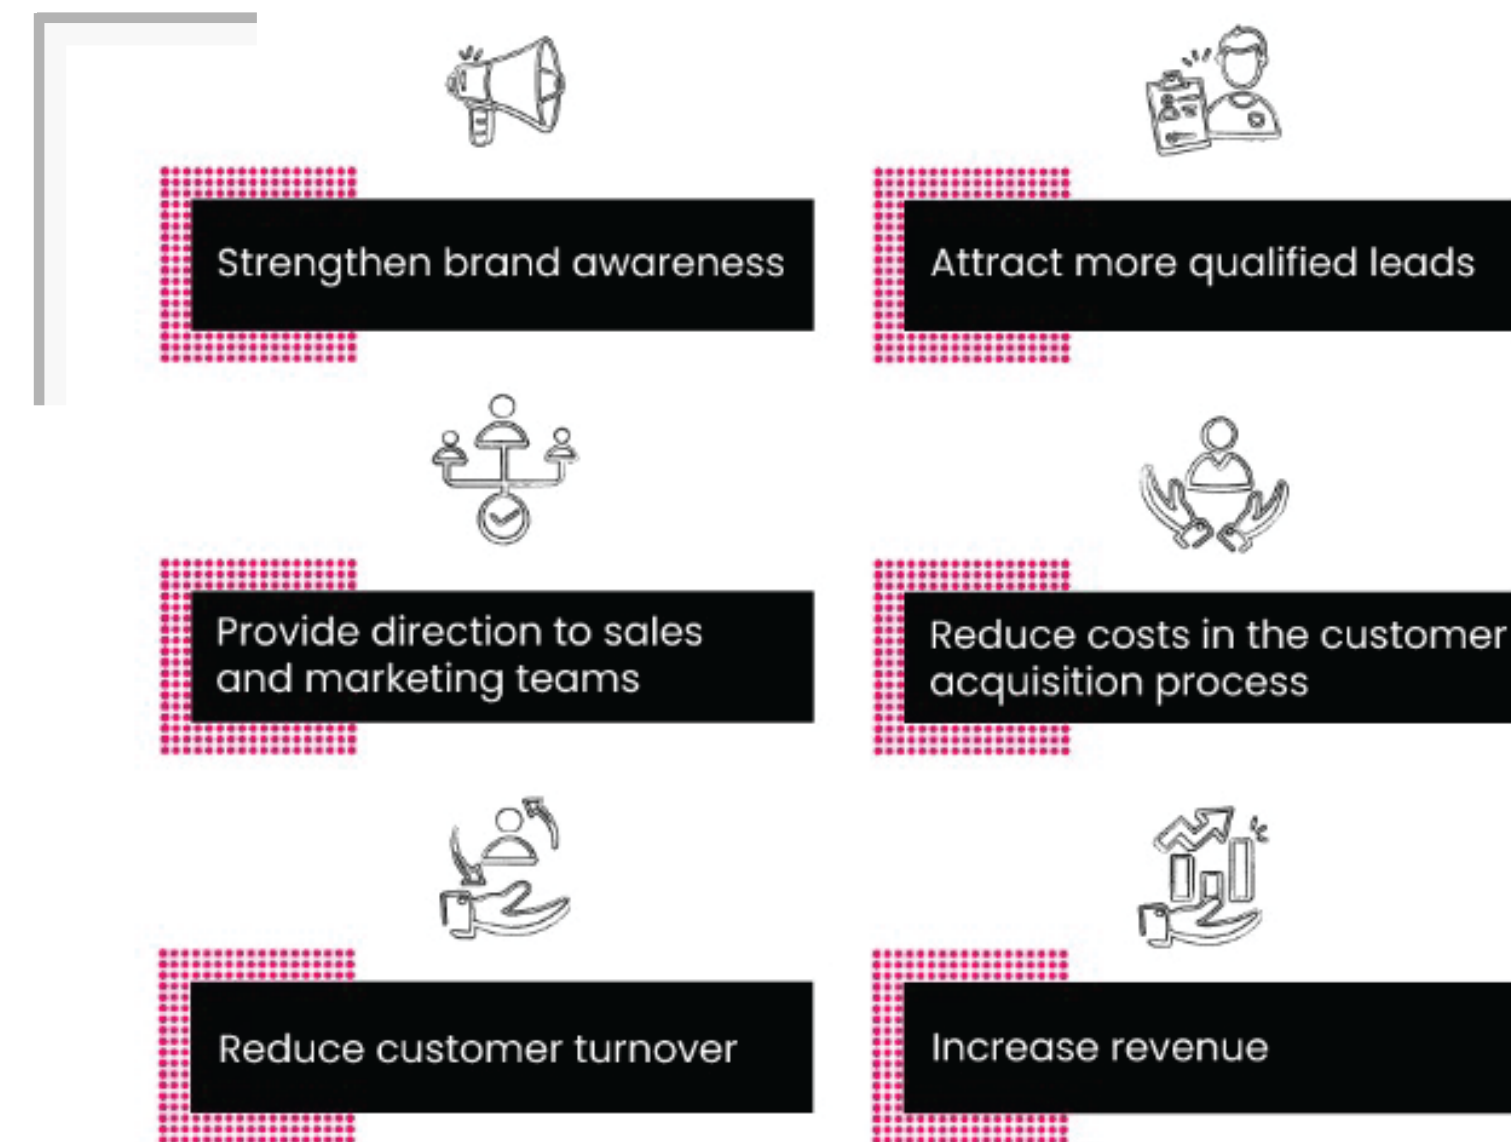 Strengthen brand awareness
Attract more qualified leads
Provide direction to sales
and marketing teams
Reduce costs in the customer
acquisition process
Reduce customer turnover
Increase revenue